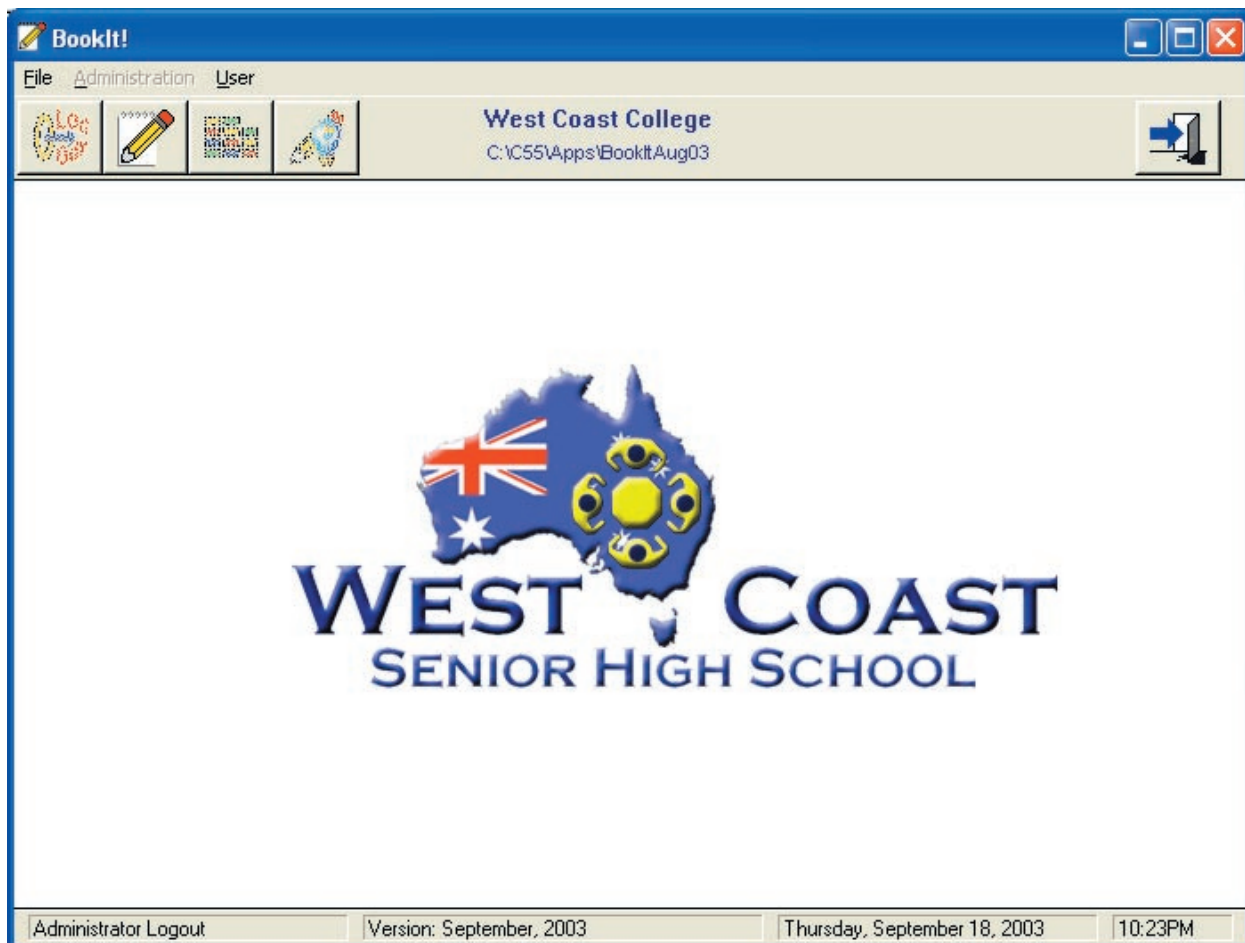 BookIt!
File Administration User
West Coast College
C:\C55\Apps\BookItAug03
WEST COAST
SENIOR HIGH SCHOOL
Administrator Logout Version: September, 2003 Thursday, September 18, 2003 10:23PM